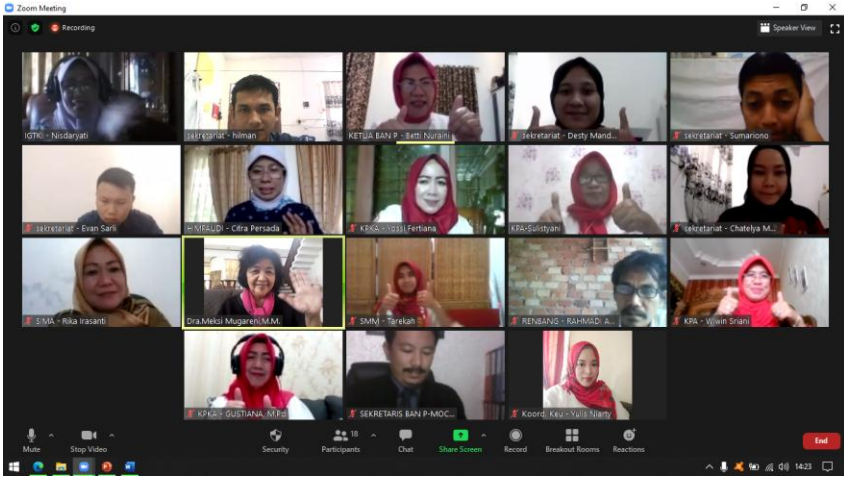 Zoom Meeting
Recording
Speaker View
IGTKI - Nisdaryati
sekretariat - hilman
KETUA BAN P - Betti Nuraini
sekretariat - Desty Mand...
sekretariat - Sumariono
sekretariat - Evan Sarli
HIMPAUDI - Citra Persada
KPKA - Yossi Fertiana
KPA-Sulistyani
sekretariat - Chatelya M...
SIMA - Rika Irasanti
Dra.Meksi Mugareni,M.M.
SMM - Tarekah
RENBANG - RAHMADI A...
KPA - Wiwin Sriani
KPKA - GUSTIANA, M.Pd
SEKRETARIS BAN P-MOC...
Koord. Keu - Yulis Niarty
18
Mute
Stop Video
Security
Participants
Chat
Share Screen
Record
Breakout Rooms
Reactions
End
14:23